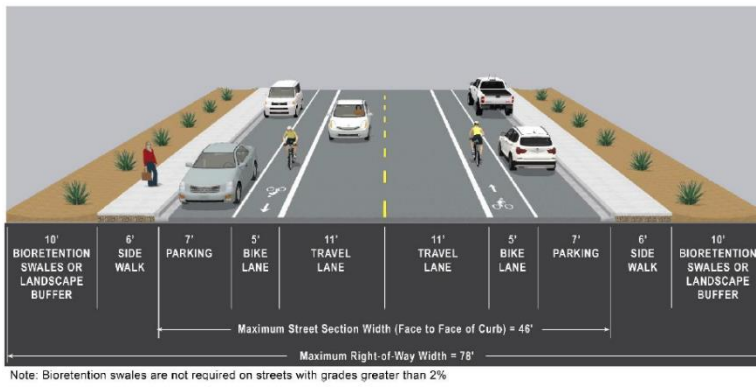 10'
BIORETENTION
SWALES OR
LANDSCAPE
BUFFER
6'
SIDE
WALK
7'
PARKING
5'
BIKE
LANE
11'
TRAVEL
LANE
11'
TRAVEL
LANE
5'
BIKE
LANE
7'
PARKING
6'
SIDE
WALK
10'
BIORETENTION
SWALES OR
LANDSCAPE
BUFFER
Maximum Street Section Width (Face to Face of Curb) = 46'
Maximum Right-of-Way Width = 78'
Note: Bioretention swales are not required on streets with grades greater than 2%